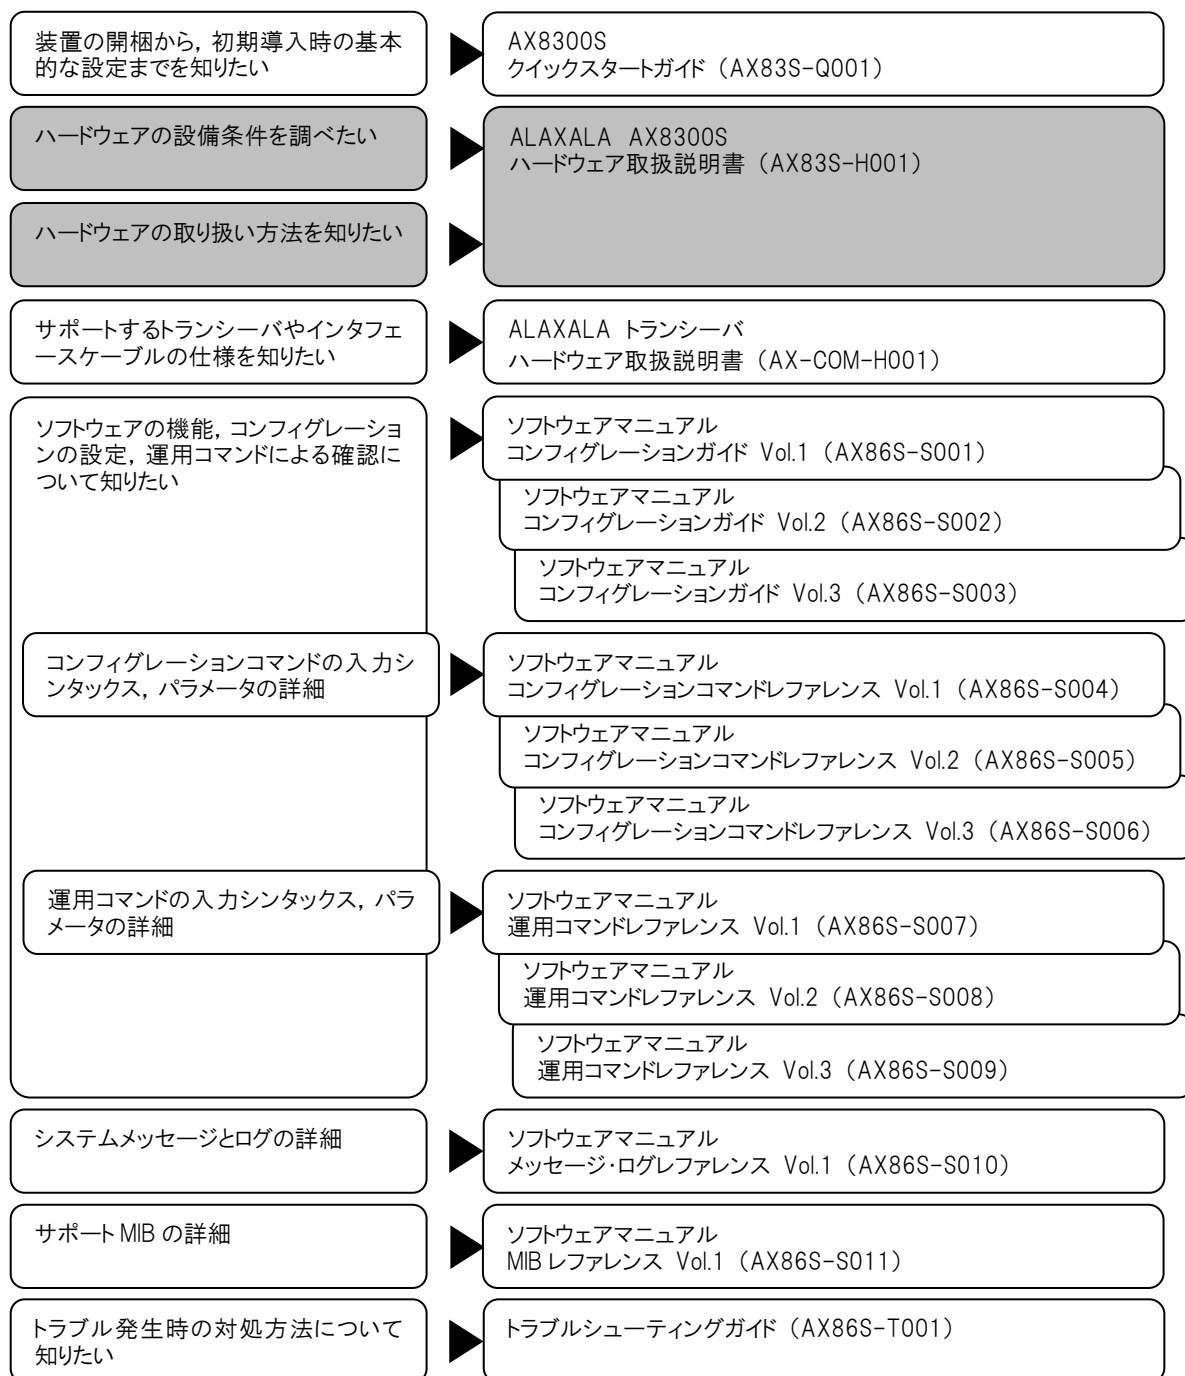 装置の開梱から，初期導入時の基本
的な設定までを知りたい
AX8300S
クイックスタートガイド（AX83S-Q001）
ハードウェアの設備条件を調べたい
ALAXALA AX8300S
ハードウェア取扱説明書（AX83S-H001）
ハードウェアの取り扱い方法を知りたい
サポートするトランシーバやインタフェ
ースケーブルの仕様を知りたい
ALAXALA トランシーバ
ハードウェア取扱説明書（AX-COM-H001）
ソフトウェアの機能，コンフィグレーショ
ンの設定，運用コマンドによる確認に
ついて知りたい
ソフトウェアマニュアル
コンフィグレーションガイド Vol.1（AX86S-S001）
ソフトウェアマニュアル
コンフィグレーションガイド Vol.2（AX86S-S002）
ソフトウェアマニュアル
コンフィグレーションガイド Vol.3（AX86S-S003）
コンフィグレーションコマンドの入力シ
ンタックス，パラメータの詳細
ソフトウェアマニュアル
コンフィグレーションコマンドレファレンス Vol.1（AX86S-S004）
ソフトウェアマニュアル
コンフィグレーションコマンドレファレンス Vol.2（AX86S-S005）
ソフトウェアマニュアル
コンフィグレーションコマンドレファレンス Vol.3（AX86S-S006）
運用コマンドの入力シンタックス，パラ
メータの詳細
ソフトウェアマニュアル
運用コマンドレファレンス Vol.1（AX86S-S007）
ソフトウェアマニュアル
運用コマンドレファレンス Vol.2（AX86S-S008）
ソフトウェアマニュアル
運用コマンドレファレンス Vol.3（AX86S-S009）
システムメッセージとログの詳細
ソフトウェアマニュアル
メッセージ・ログレファレンス Vol.1（AX86S-S010）
サポート MIB の詳細
ソフトウェアマニュアル
MIB レファレンス Vol.1（AX86S-S011）
トラブル発生時の対処方法について
知りたい
トラブルシューティングガイド（AX86S-T001）